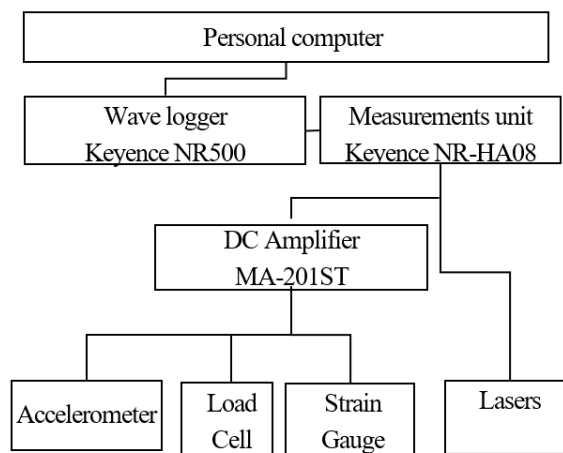 Personal computer
Wave logger
Keyence NR500
Measurements unit
Keyence NR-HA08
DC Amplifier
MA-201ST
Accelerometer
Load
Cell
Strain
Gauge
Lasers